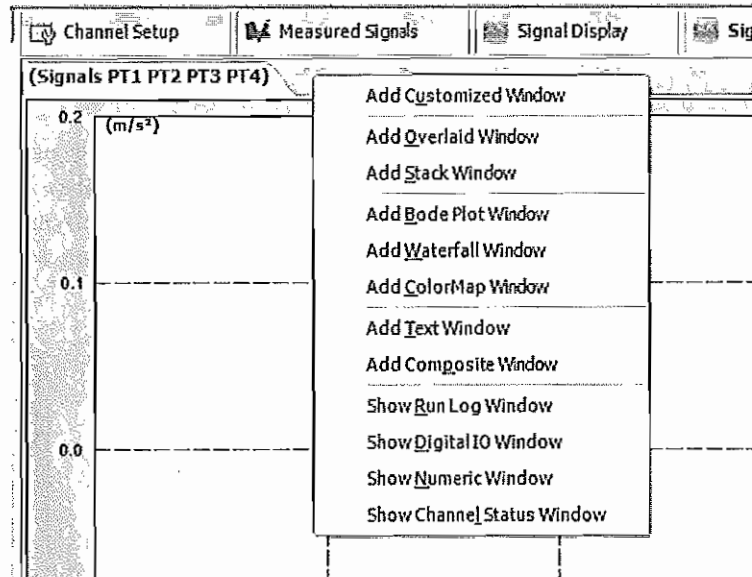 Channel Setup Measured Signals Signal Display Sig
(Signals PT1 PT2 PT3 PT4)
Add Customized Window
0.2 (m/s²)
Add Overlaid Window
Add Stack Window
Add Bode Plot Window
Add Waterfall Window
0.1 Add ColorMap Window
Add Text Window
Add Composite Window
Show Run Log Window
0.0 Show Digital IO Window
Show Numeric Window
Show Channel Status Window